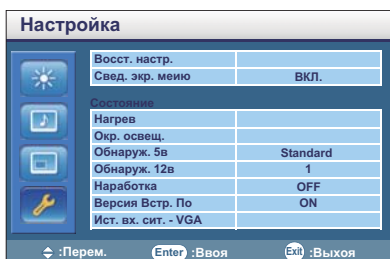 Настройка
Восст. настр.
Свед. экр. меию ВКЛ.
Состояние
Нагрев
Окр. освещ.
Обнаруж. 5в Standard
Обнаруж. 12в 1
Наработка OFF
Версия Встр. По ON
Ист. вх. сит. - VGA
:Перем. Enter :Ввоя Exit :Выхоя